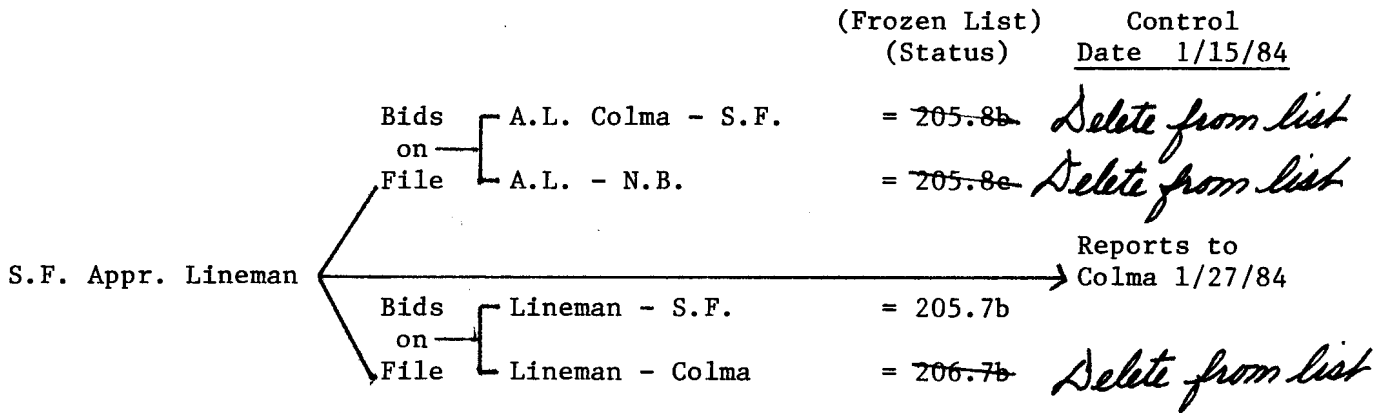 (Frozen List) Control
(Status) Date 1/15/84
Bids A.L. Colma - S.F. = 205.8b Delete from list
on
File A.L. - N.B. = 205.8c Delete from list
Reports to
S.F. Appr. Lineman Colma 1/27/84
Bids Lineman - S.F. = 205.7b
on
File Lineman - Colma = 206.7b Delete from list